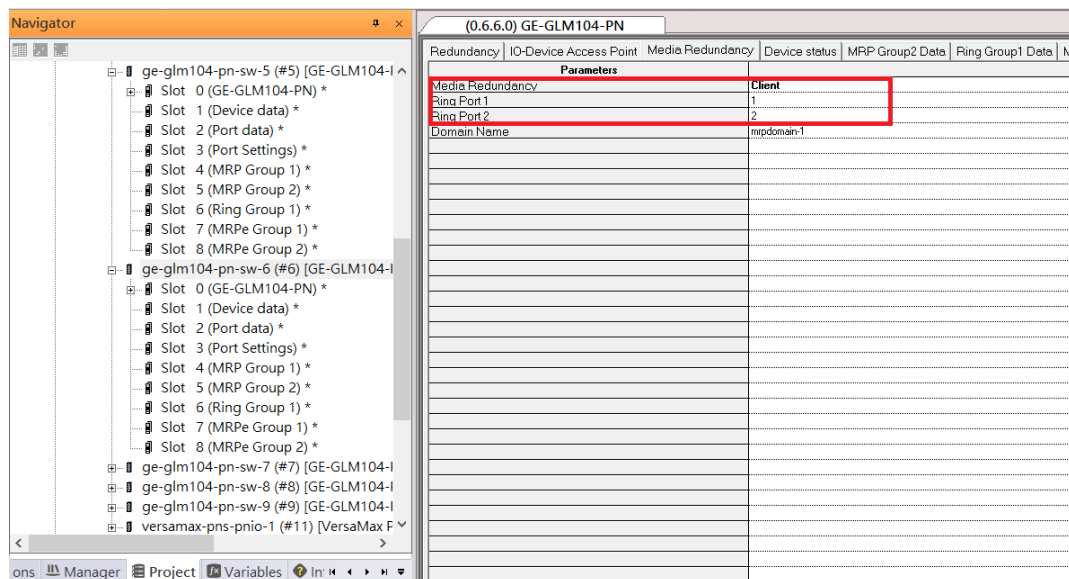 Navigator
ge-glm104-pn-sw-5 (#5) [GE-GLM104-I
Slot 0 (GE-GLM104-PN) *
Slot 1 (Device data) *
Slot 2 (Port data) *
Slot 3 (Port Settings) *
Slot 4 (MRP Group 1) *
Slot 5 (MRP Group 2) *
Slot 6 (Ring Group 1) *
Slot 7 (MRPe Group 1) *
Slot 8 (MRPe Group 2) *
ge-glm104-pn-sw-6 (#6) [GE-GLM104-I
Slot 0 (GE-GLM104-PN) *
Slot 1 (Device data) *
Slot 2 (Port data) *
Slot 3 (Port Settings) *
Slot 4 (MRP Group 1) *
Slot 5 (MRP Group 2) *
Slot 6 (Ring Group 1) *
Slot 7 (MRPe Group 1) *
Slot 8 (MRPe Group 2) *
ge-glm104-pn-sw-7 (#7) [GE-GLM104-I
ge-glm104-pn-sw-8 (#8) [GE-GLM104-I
ge-glm104-pn-sw-9 (#9) [GE-GLM104-I
versamax-pns-pnio-1 (#11) [VersaMax P
ons Manager Project Variables In
(0.6.6.0) GE-GLM104-PN
Redundancy IO-Device Access Point Media Redundancy Device status MRP Group2 Data Ring Group1 Data M
Parameters
Media Redundancy Client
Ring Port 1 1
Ring Port 2 2
Domain Name mrpdomain-1